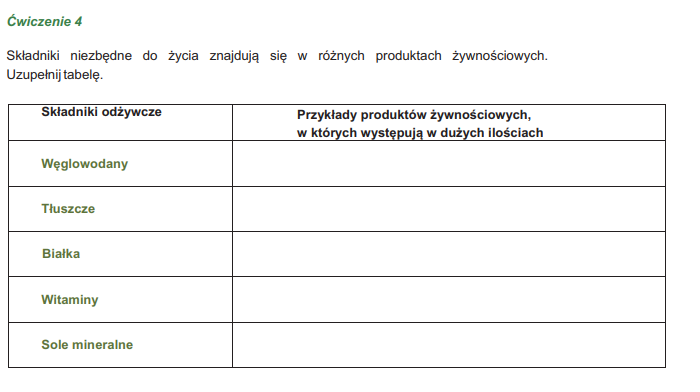 Ćwiczenie 4
Składniki niezbędne do życia znajdują się w różnych produktach żywnościowych.
Uzupełnij tabelę.
Składniki odżywcze
Przykłady produktów żywnościowych,
w których występują w dużych ilościach
Węglowodany
Tłuszcze
Białka
Witaminy
Sole mineralne